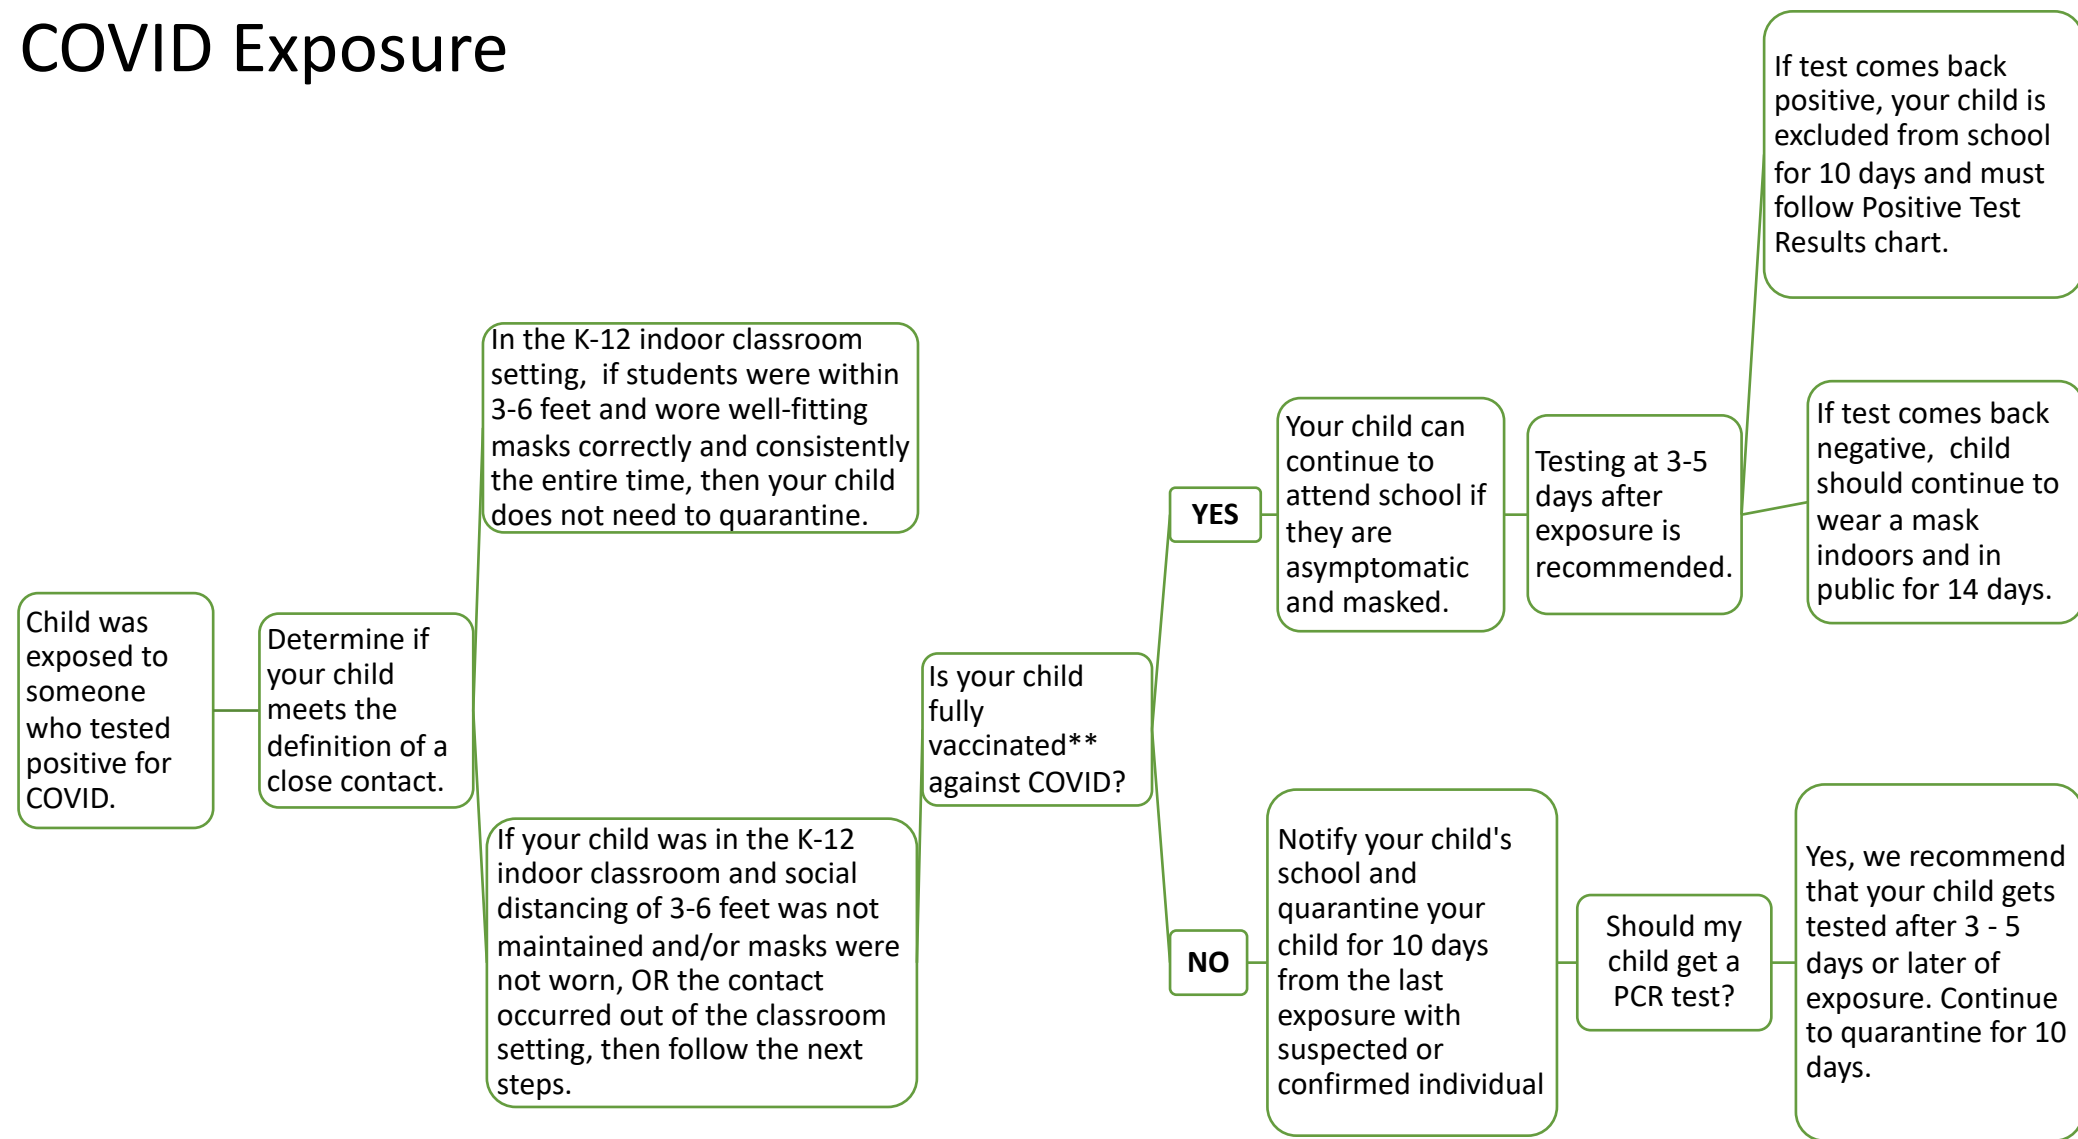 COVID Exposure
Child was
exposed to
someone
who tested
positive for
COVID.
Determine if
your child
meets the
definition of a
close contact.
In the K-12 indoor classroom
setting,  if students were within
3-6 feet and wore well-fitting
masks correctly and consistently
the entire time, then your child
does not need to quarantine.
If your child was in the K-12
indoor classroom and social
distancing of 3-6 feet was not
maintained and/or masks were
not worn, OR the contact
occurred out of the classroom
setting, then follow the next
steps.
Is your child
fully
vaccinated**
against COVID?
YES
Your child can
continue to
attend school if
they are
asymptomatic
and masked.
Testing at 3-5
days after
exposure is
recommended.
If test comes back
positive, your child is
excluded from school
for 10 days and must
follow Positive Test
Results chart.
If test comes back
negative,  child
should continue to
wear a mask
indoors and in
public for 14 days.
NO
Notify your child's
school and
quarantine your
child for 10 days
from the last
exposure with
suspected or
confirmed individual
Should my
child get a
PCR test?
Yes, we recommend
that your child gets
tested after 3 - 5
days or later of
exposure. Continue
to quarantine for 10
days.